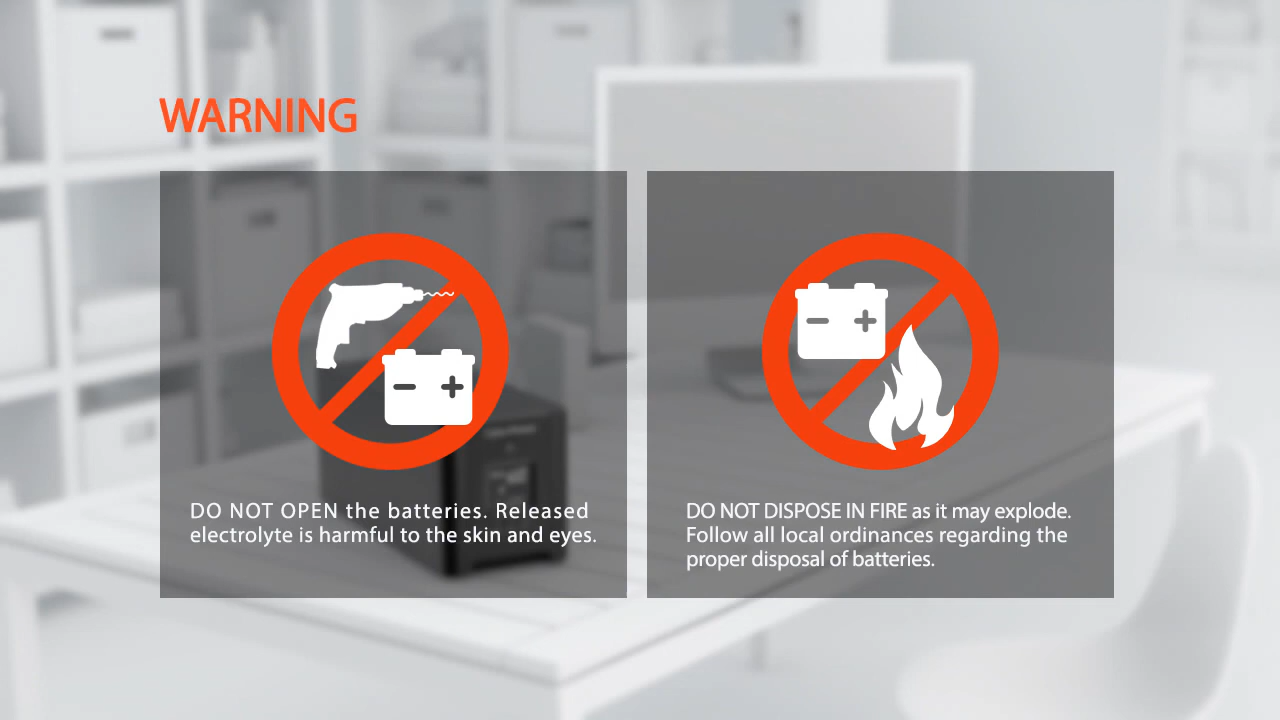 WARNING
DO NOT OPEN the batteries. Released
electrolyte is harmful to the skin and eyes.
DO NOT DISPOSE IN FIRE as it may explode.
Follow all local ordinances regarding the
proper disposal of batteries.